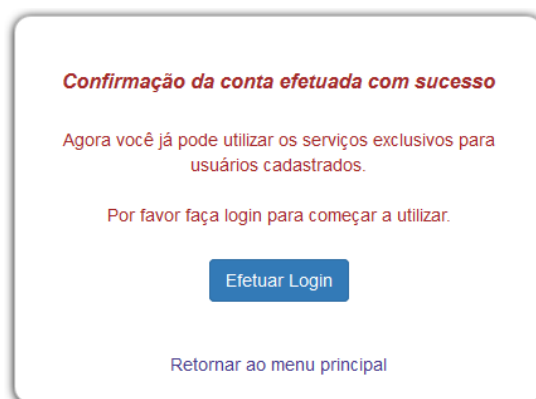 Confirmação da conta efetuada com sucesso
Agora você já pode utilizar os serviços exclusivos para
usuários cadastrados.
Por favor faça login para começar a utilizar.
Efetuar Login
Retornar ao menu principal